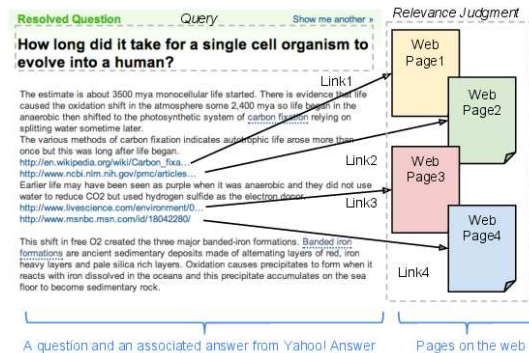 Resolved Question
Query
Show me another »
Relevance Judgment
How long did it take for a single cell organism to
evolve into a human?
The estimate is about 3500 mya monocellular life started. There is evidence that life
caused the oxidation shift in the atmosphere some 2,400 mya so life began in the
anaerobic then shifted to the photosynthetic system of carbon fixation relying on
splitting water sometime later.
The various methods of carbon fixation indicates autotrophic life arose more than
once but this was long after life began.
http://en.wikipedia.org/wiki/Carbon_fixa...
http://www.ncbi.nlm.nih.gov/pmc/articles...
Earlier life may have been seen as purple when it was anaerobic and they did not use
water to reduce CO2 but used hydrogen sulfide as the electron donor.
http://www.livescience.com/environment/0...
http://www.msnbc.msn.com/id/18042280/
This shift in free O2 created the three major banded-iron formations. Banded iron
formations are ancient sedimentary deposits made of alternating layers of red, iron
heavy layers and pale silica rich layers. Oxidation causes precipitates to form when it
reacts with iron dissolved in the oceans and this precipitate accumulates on the sea
floor to become sedimentary rock.
Link1
Link2
Link3
Link4
Web
Page1
Web
Page2
Web
Page3
Web
Page4
A question and an associated answer from Yahoo! Answer
Pages on the web